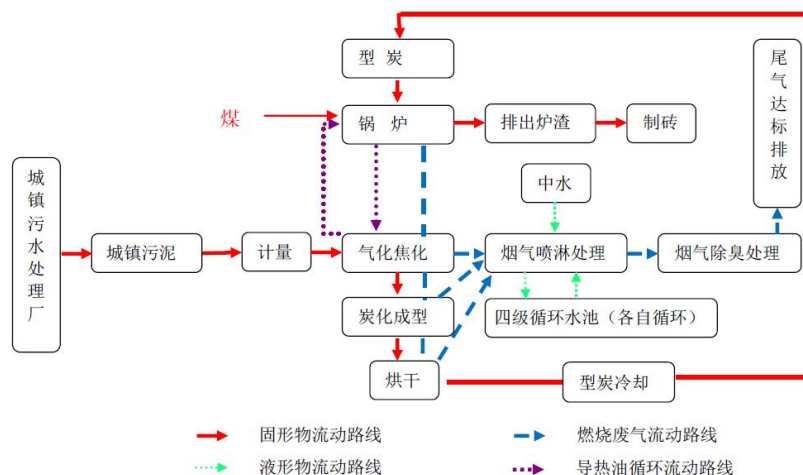 型 炭
煤
锅 炉
排出炉渣
制砖
尾气达标排放
中水
城镇污水处理厂
城镇污泥
计量
气化焦化
烟气喷淋处理
烟气除臭处理
炭化成型
四级循环水池（各自循环）
烘干
型炭冷却
固形物流动路线
燃烧废气流动路线
液形物流动路线
导热油循环流动路线